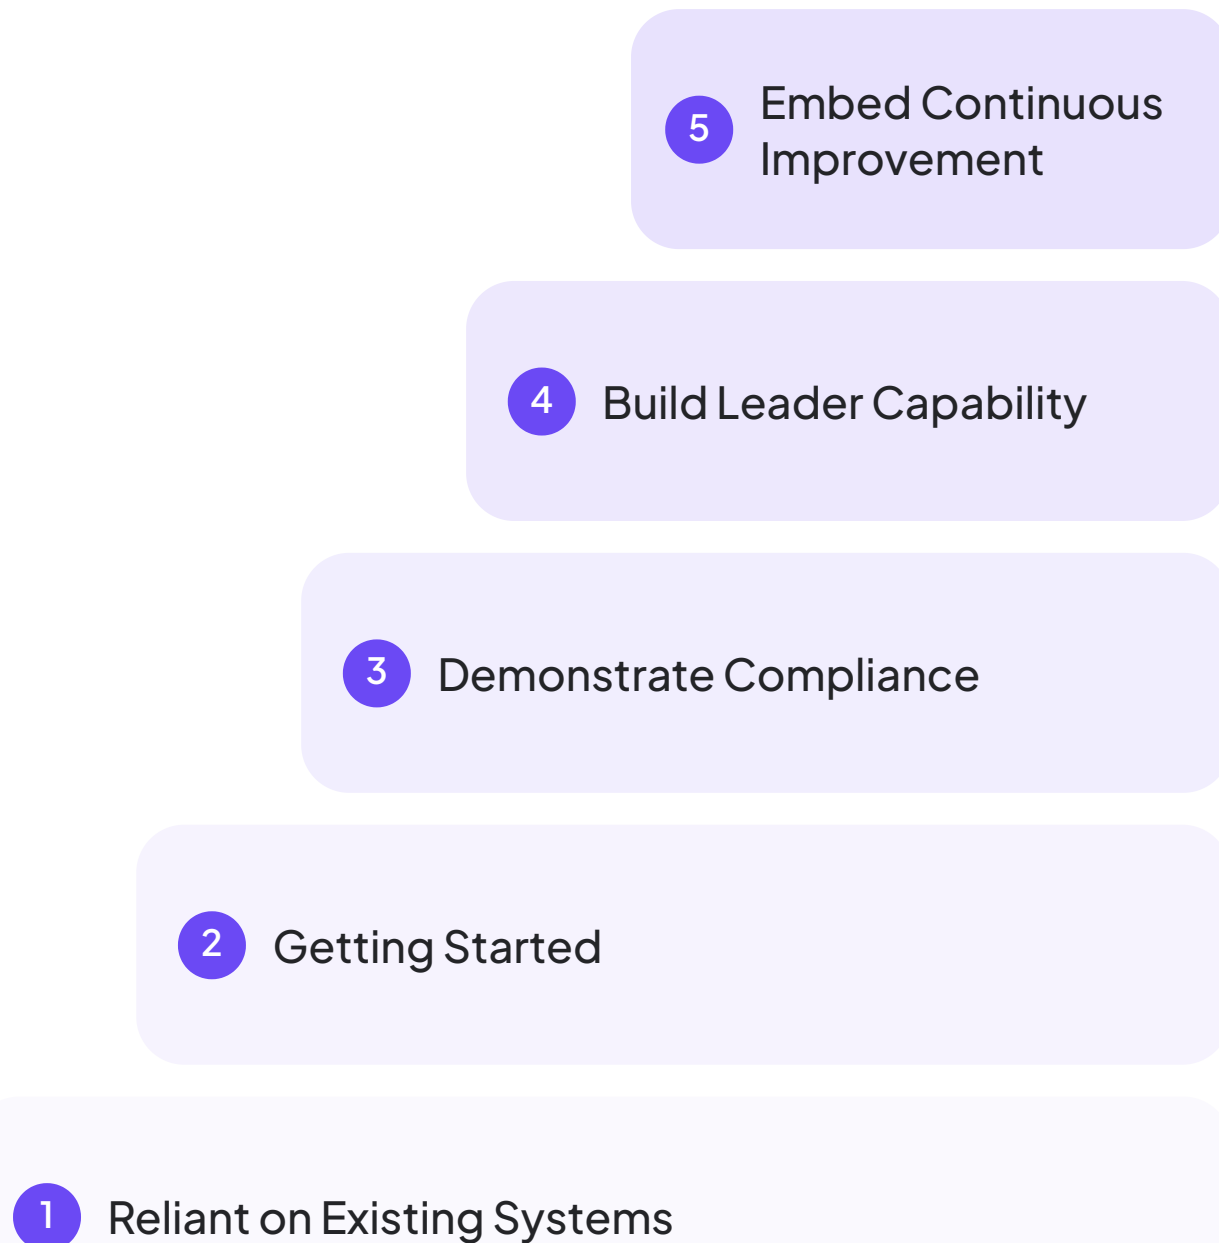 5
Embed Continuous
Improvement
4
Build Leader Capability
3
Demonstrate Compliance
2
Getting Started
1
Reliant on Existing Systems